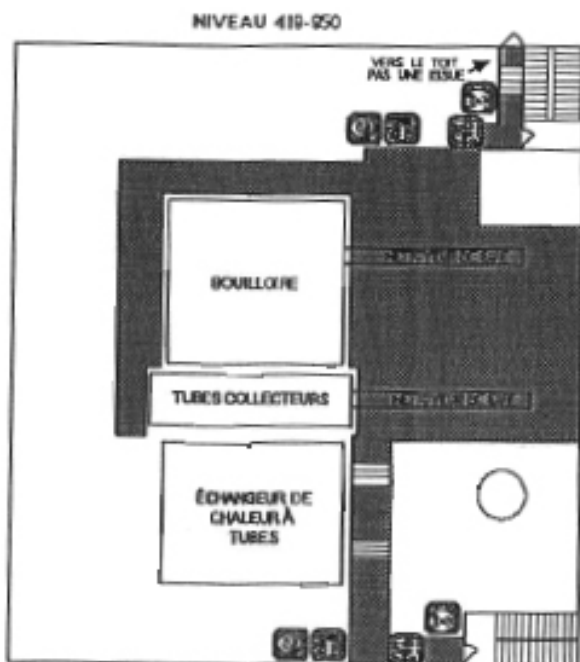 NIVEAU 419-950
VERS LE TOIT
PAS UNE ISSUE
BOUILLOIRE
TUBES COLLECTEURS
ÉCHANGEUR DE
CHALEUR À
TUBES